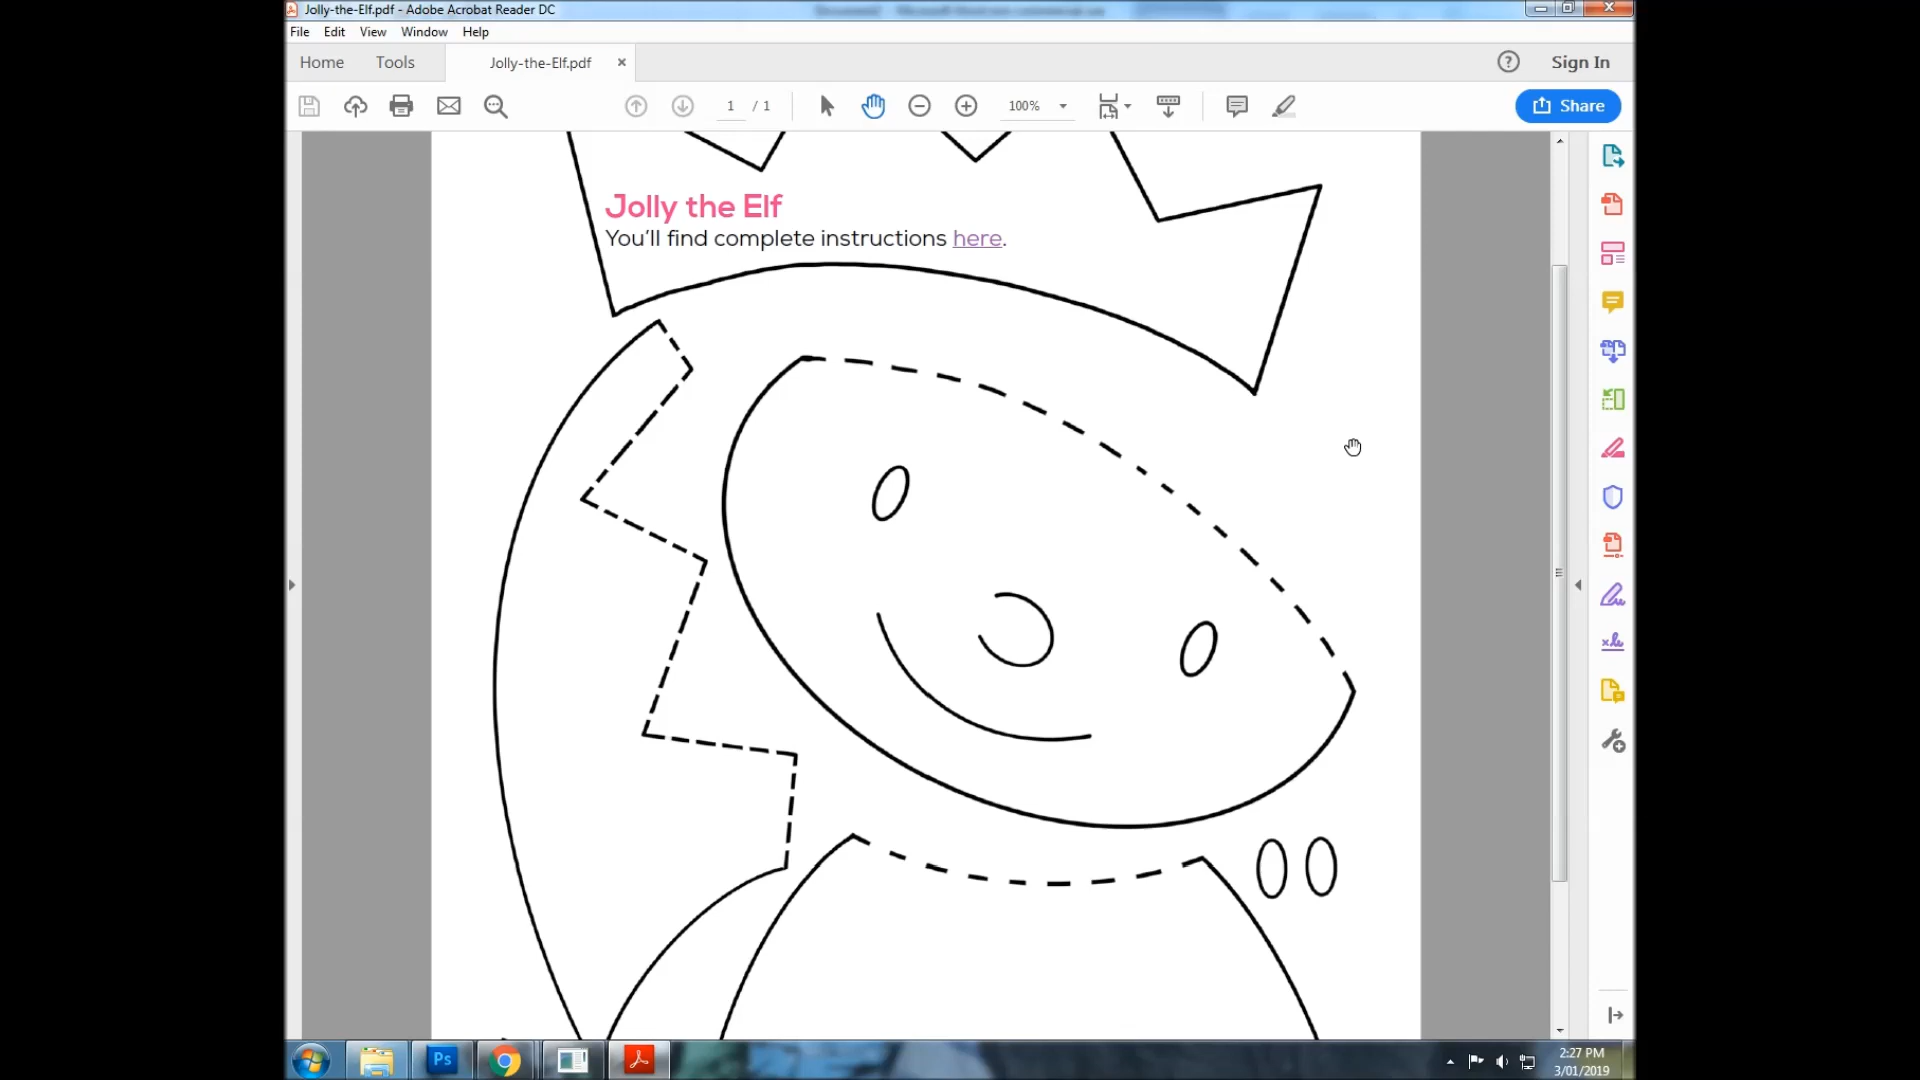 Jolly-the-Elf.pdf - Adobe Acrobat Reader DC
File Edit View Window Help
Home Tools Jolly-the-Elf.pdf Sign In
1 / 1 100% Share
Jolly the Elf
You'll find complete instructions here.
Ps
2:27 PM
3/01/2019